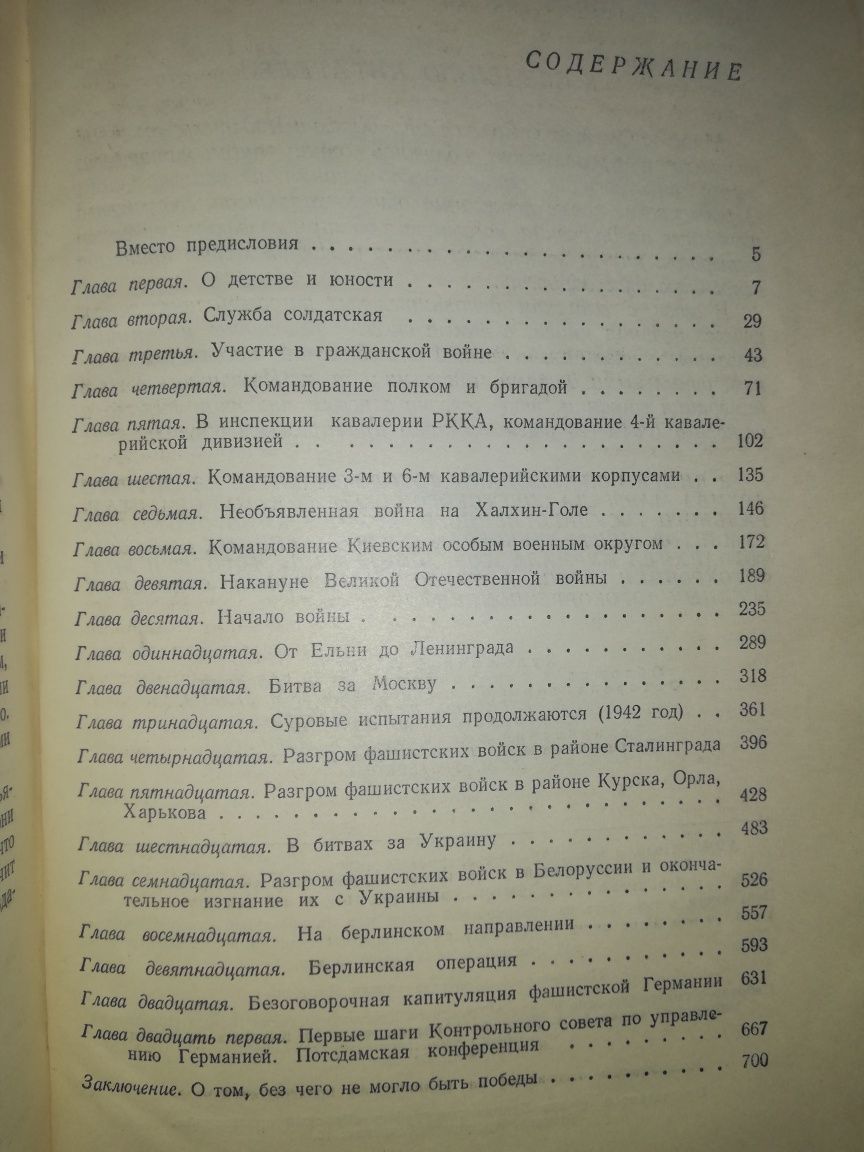 СОДЕРЖАНИЕ
Вместо предисловия . . . . . . . . . . . . . . . . . . . . . . 5
Глава первая. О детстве и юности . . . . . . . . . . . . . . . . . 7
Глава вторая. Служба солдатская . . . . . . . . . . . . . . . . . 29
Глава третья. Участие в гражданской войне . . . . . . . . . . . . 43
Глава четвертая. Командование полком и бригадой . . . . . . . . 71
Глава пятая. В инспекции кавалерии РККА, командование 4-й кавале-
рийской дивизией . . . . . . . . . . . . . . . . . . . . . . 102
Глава шестая. Командование 3-м и 6-м кавалерийскими корпусами . . 135
Глава седьмая. Необъявленная война на Халхин-Голе . . . . . . . 146
Глава восьмая. Командование Киевским особым военным округом . . . 172
Глава девятая. Накануне Великой Отечественной войны . . . . . . 189
Глава десятая. Начало войны . . . . . . . . . . . . . . . . . . . . 235
Глава одиннадцатая. От Ельни до Ленинграда . . . . . . . . . . . 289
Глава двенадцатая. Битва за Москву . . . . . . . . . . . . . . . 318
Глава тринадцатая. Суровые испытания продолжаются (1942 год) . . 361
Глава четырнадцатая. Разгром фашистских войск в районе Сталинграда 396
Глава пятнадцатая. Разгром фашистских войск в районе Курска, Орла,
Харькова . . . . . . . . . . . . . . . . . . . . . . . . . . . 428
Глава шестнадцатая. В битвах за Украину . . . . . . . . . . . . 483
Глава семнадцатая. Разгром фашистских войск в Белоруссии и оконча-
тельное изгнание их с Украины . . . . . . . . . . . . . . . 526
Глава восемнадцатая. На берлинском направлении . . . . . . . . 557
Глава девятнадцатая. Берлинская операция . . . . . . . . . . . 593
Глава двадцатая. Безоговорочная капитуляция фашистской Германии 631
Глава двадцать первая. Первые шаги Контрольного совета по управле-
нию Германией. Потсдамская конференция . . . . . . . . . 667
Заключение. О том, без чего не могло быть победы . . . . . . . . . . 700